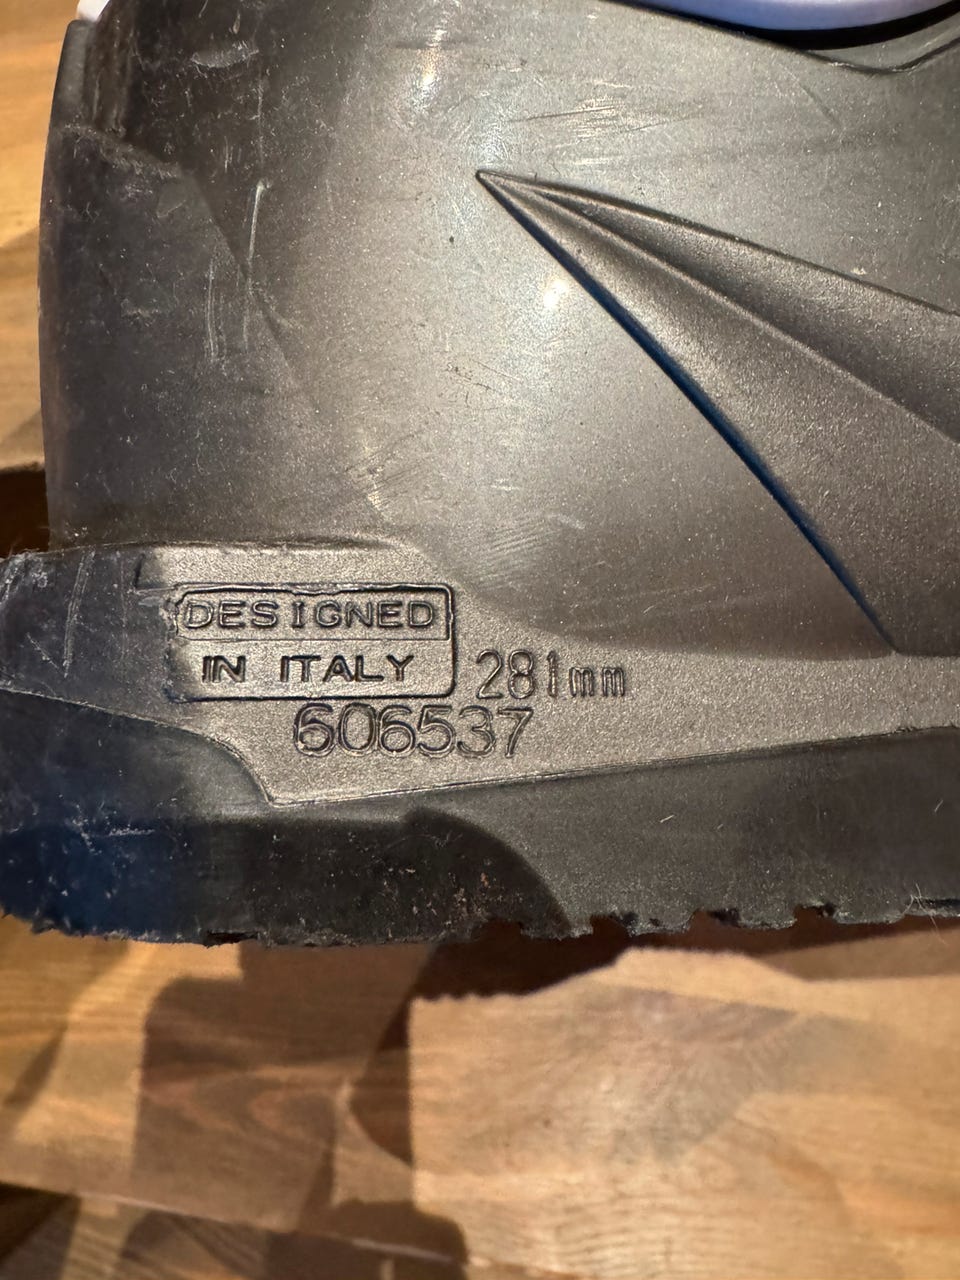 DESIGNED
IN ITALY
281mm
606537